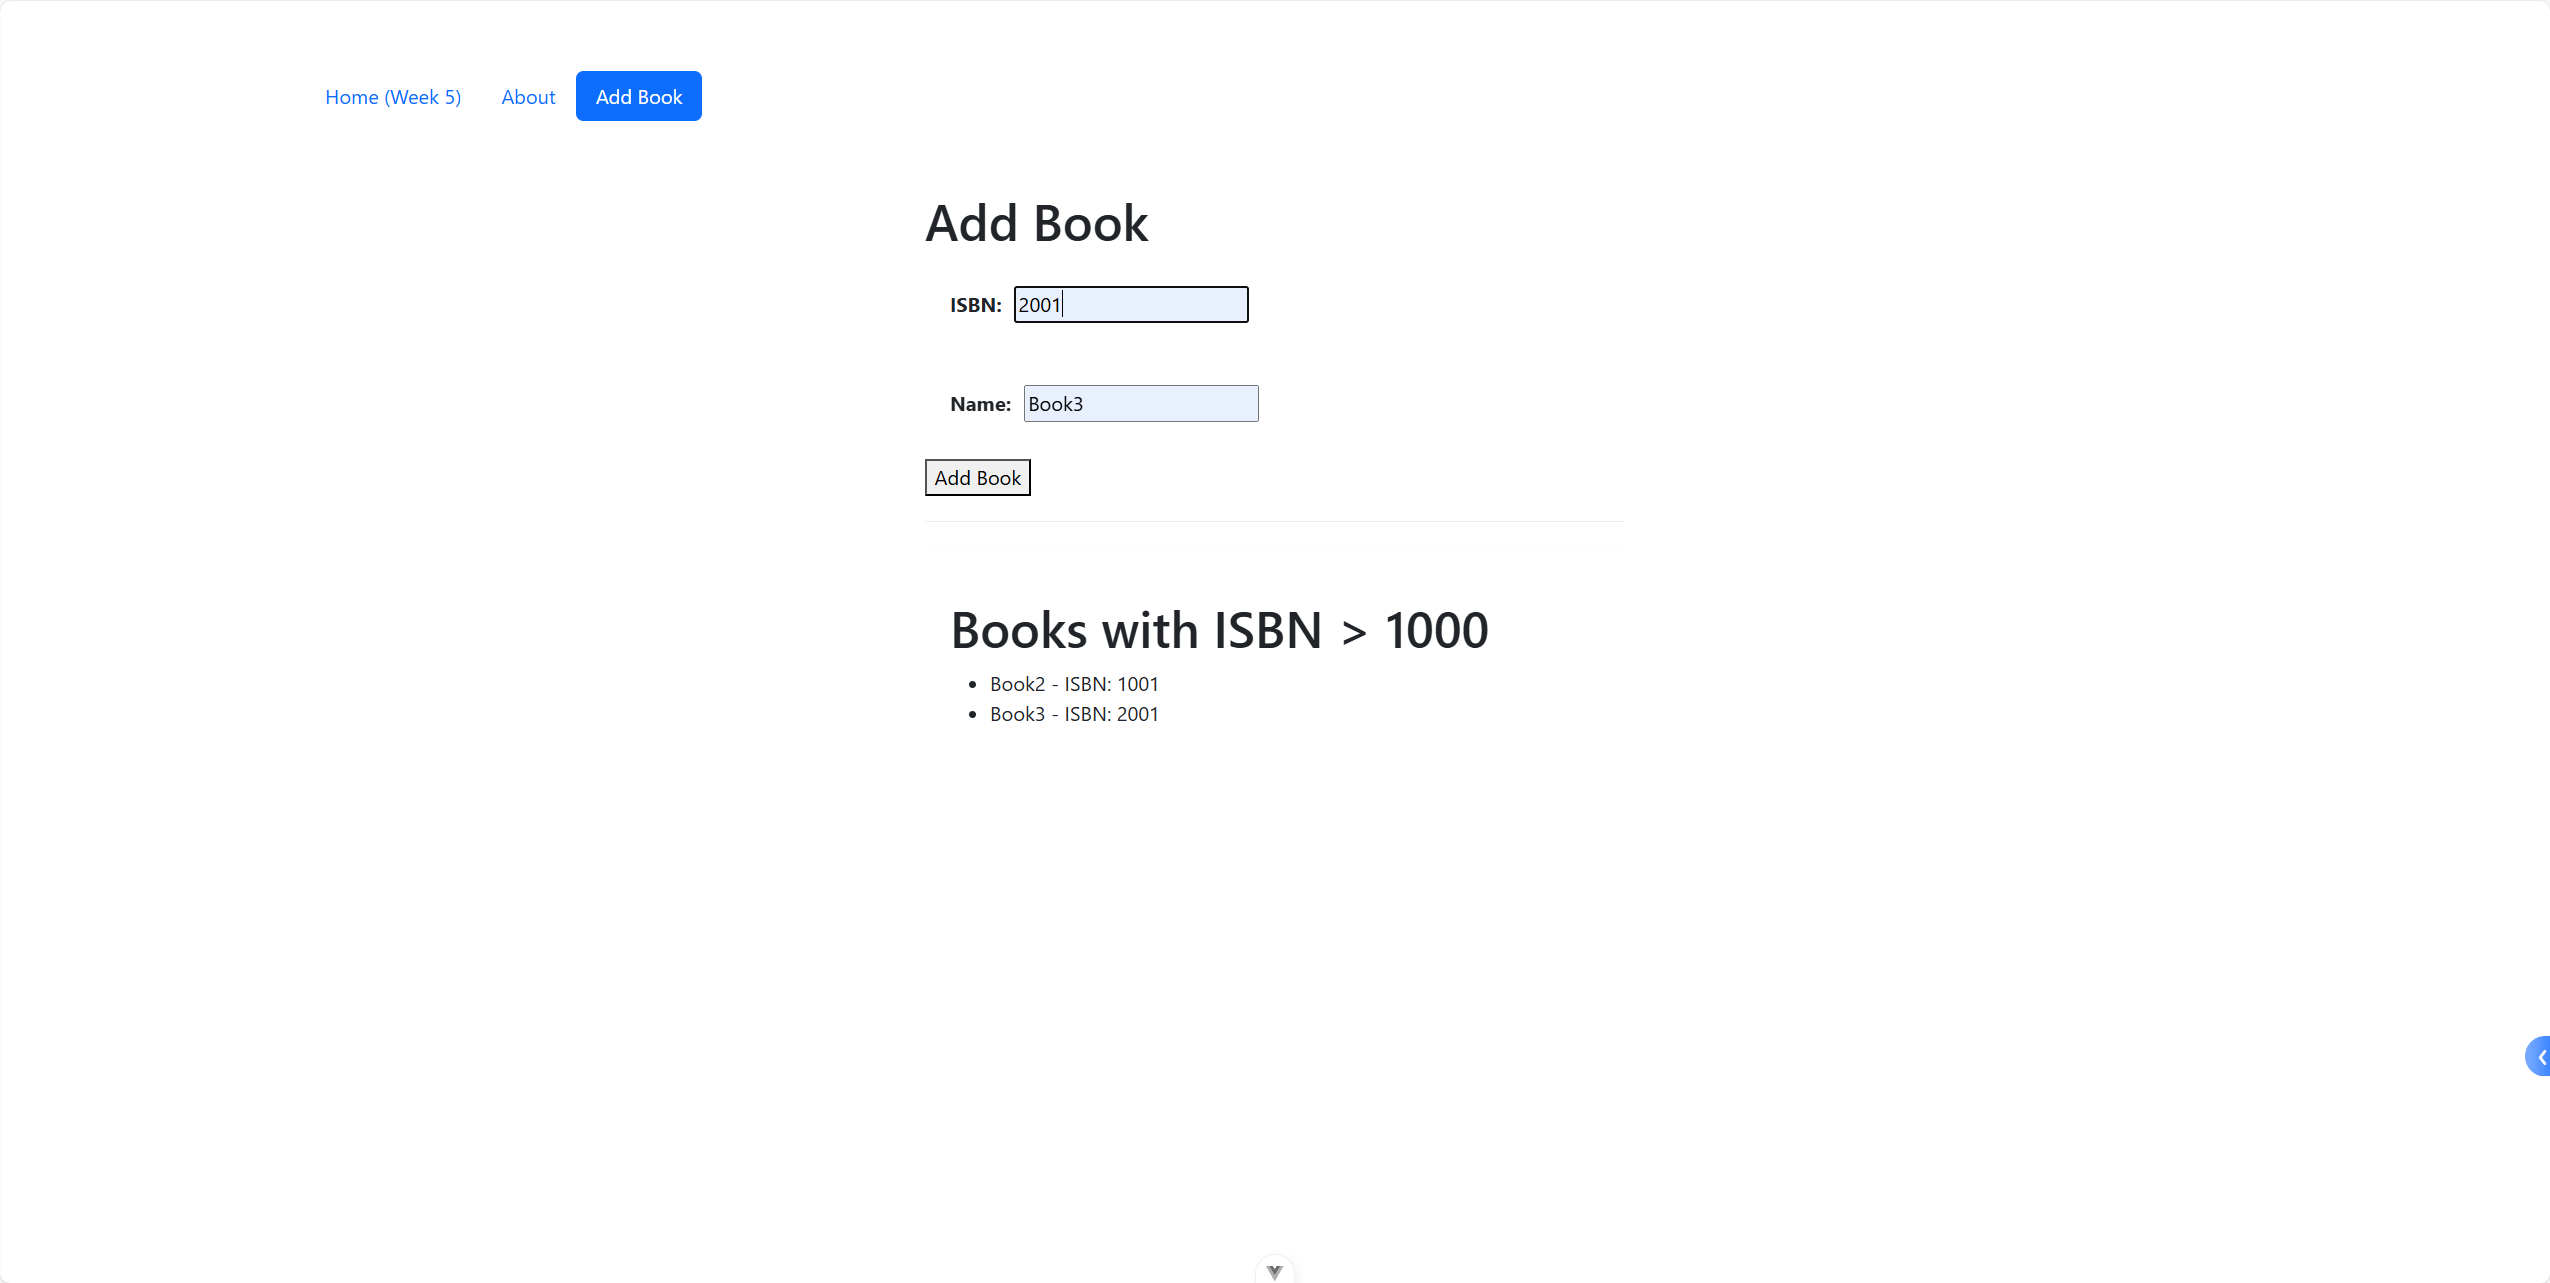 Home (Week 5) About Add Book
Add Book
ISBN: 2001
Name: Book3
Add Book
Books with ISBN > 1000
Book2 - ISBN: 1001
Book3 - ISBN: 2001